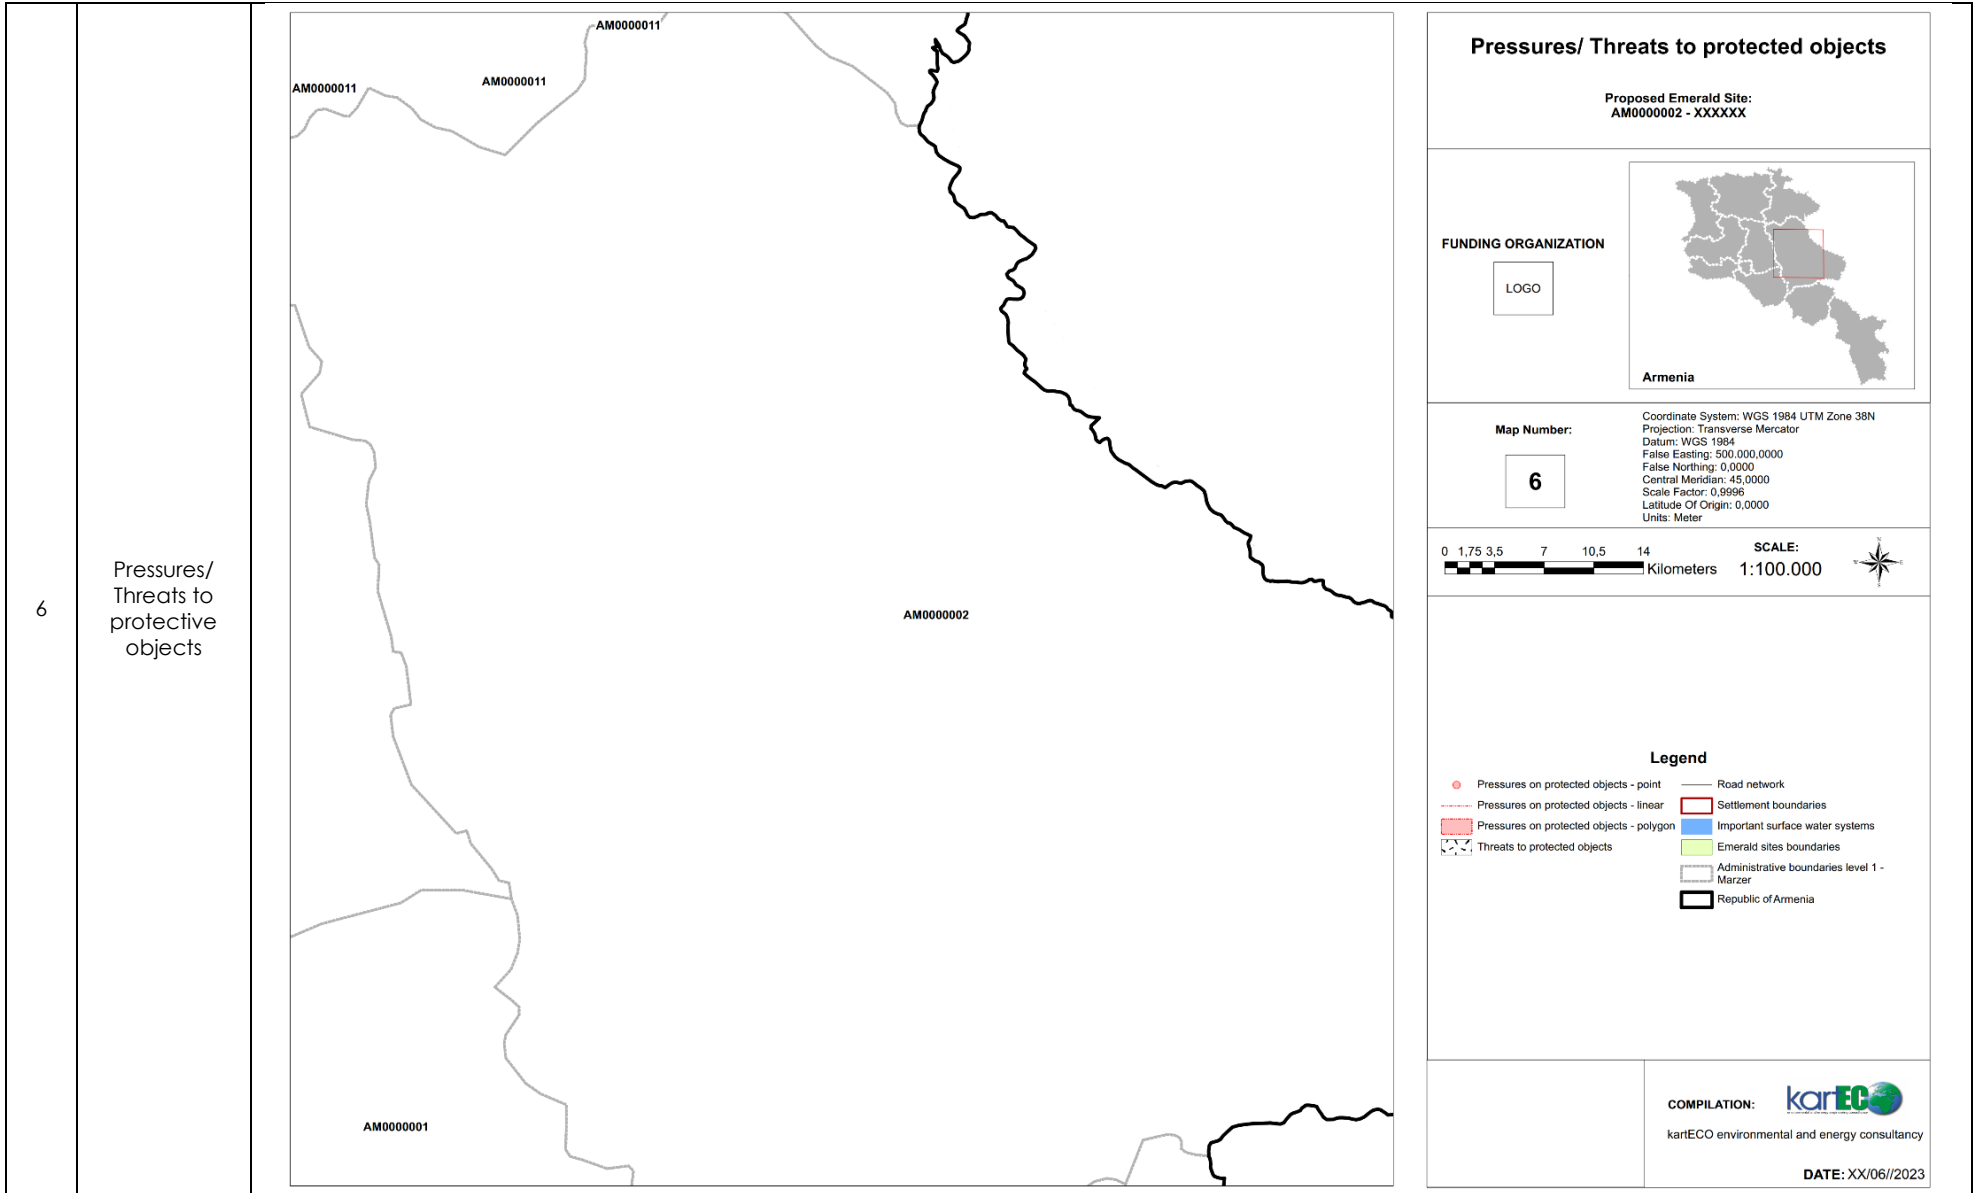 6
Pressures/
Threats to
protective
objects
AM0000011
AM0000011
AM0000011
AM0000002
AM0000001
Pressures/ Threats to protected objects
Proposed Emerald Site:
AM0000002 - XXXXXX
FUNDING ORGANIZATION
LOGO
Armenia
Map Number:
6
Coordinate System: WGS 1984 UTM Zone 38N
Projection: Transverse Mercator
Datum: WGS 1984
False Easting: 500.000,0000
False Northing: 0,0000
Central Meridian: 45,0000
Scale Factor: 0,9996
Latitude Of Origin: 0,0000
Units: Meter
0 1,75 3,5 7 10,5 14
Kilometers
SCALE:
1:100.000
N
W
E
S
Legend
Pressures on protected objects - point
Pressures on protected objects - linear
Pressures on protected objects - polygon
Threats to protected objects
Road network
Settlement boundaries
Important surface water systems
Emerald sites boundaries
Administrative boundaries level 1 -
Marzer
Republic of Armenia
COMPILATION:
kartECO
kartECO environmental and energy consultancy
DATE: XX/06//2023